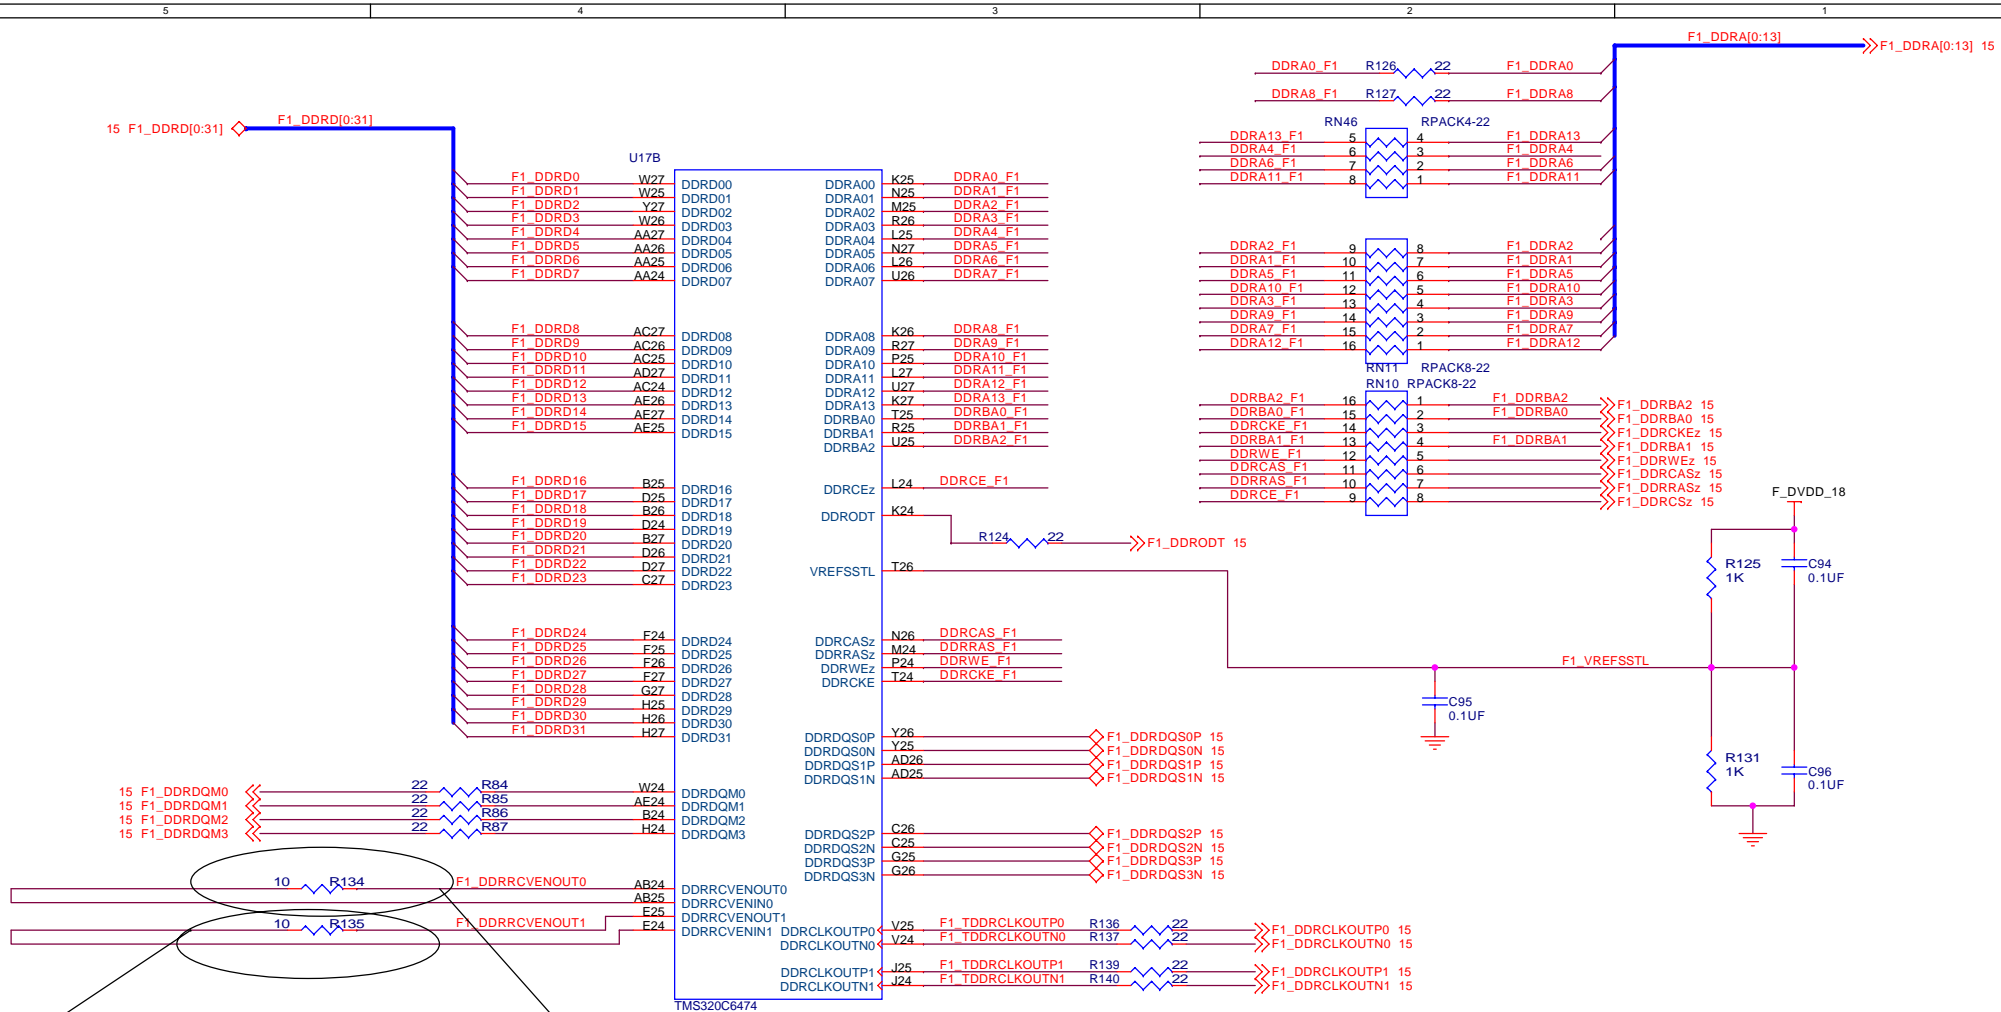 5 4 3 2 1
F1_DDRA[0:13]
F1_DDRA[0:13] 15
DDRA0_F1 R126 22 F1_DDRA0
DDRA8_F1 R127 22 F1_DDRA8
15 F1_DDRD[0:31] F1_DDRD[0:31]
RN46 RPACK4-22
DDRA13_F1 5 4 F1_DDRA13
DDRA4_F1 6 3 F1_DDRA4
DDRA6_F1 7 2 F1_DDRA6
DDRA11_F1 8 1 F1_DDRA11
U17B
F1_DDRD0 W27 DDRD00 DDRA00 K25 DDRA0_F1
F1_DDRD1 W25 DDRD01 DDRA01 N25 DDRA1_F1
F1_DDRD2 Y27 DDRD02 DDRA02 M25 DDRA2_F1
F1_DDRD3 W26 DDRD03 DDRA03 R26 DDRA3_F1
F1_DDRD4 AA27 DDRD04 DDRA04 L25 DDRA4_F1
F1_DDRD5 AA26 DDRD05 DDRA05 N27 DDRA5_F1
F1_DDRD6 AA25 DDRD06 DDRA06 L26 DDRA6_F1
F1_DDRD7 AA24 DDRD07 DDRA07 U26 DDRA7_F1
DDRA2_F1 9 8 F1_DDRA2
DDRA1_F1 10 7 F1_DDRA1
DDRA5_F1 11 6 F1_DDRA5
DDRA10_F1 12 5 F1_DDRA10
DDRA3_F1 13 4 F1_DDRA3
DDRA9_F1 14 3 F1_DDRA9
DDRA7_F1 15 2 F1_DDRA7
DDRA12_F1 16 1 F1_DDRA12
RN11 RPACK8-22
F1_DDRD8 AC27 DDRD08 DDRA08 K26 DDRA8_F1
F1_DDRD9 AC26 DDRD09 DDRA09 R27 DDRA9_F1
F1_DDRD10 AC25 DDRD10 DDRA10 P25 DDRA10_F1
F1_DDRD11 AD27 DDRD11 DDRA11 L27 DDRA11_F1
F1_DDRD12 AC24 DDRD12 DDRA12 U27 DDRA12_F1
F1_DDRD13 AE26 DDRD13 DDRA13 K27 DDRA13_F1
F1_DDRD14 AE27 DDRD14 DDRBA0 T25 DDRBA0_F1
F1_DDRD15 AE25 DDRD15 DDRBA1 R25 DDRBA1_F1
DDRBA2 U25 DDRBA2_F1
RN10 RPACK8-22
DDRBA2_F1 16 1 F1_DDRBA2 F1_DDRBA2 15
DDRBA0_F1 15 2 F1_DDRBA0 F1_DDRBA0 15
DDRCKE_F1 14 3 F1_DDRCKEz 15
DDRBA1_F1 13 4 F1_DDRBA1 F1_DDRBA1 15
DDRWE_F1 12 5 F1_DDRWEz 15
DDRCAS_F1 11 6 F1_DDRCASz 15
DDRRAS_F1 10 7 F1_DDRRASz 15
DDRCE_F1 9 8 F1_DDRCSz 15
F1_DDRD16 B25 DDRD16 DDRCEz L24 DDRCE_F1
F1_DDRD17 D25 DDRD17
F1_DDRD18 B26 DDRD18 DDRODT K24
F1_DDRD19 D24 DDRD19
F1_DDRD20 B27 DDRD20
F1_DDRD21 D26 DDRD21
F1_DDRD22 D27 DDRD22 VREFSSTL T26
F1_DDRD23 C27 DDRD23
R124 22 F1_DDRODT 15
F_DVDD_18
R125 C94
1K 0.1UF
F1_DDRD24 F24 DDRD24 DDRCASz N26 DDRCAS_F1
F1_DDRD25 F25 DDRD25 DDRRASz M24 DDRRAS_F1
F1_DDRD26 F26 DDRD26 DDRWEz P24 DDRWE_F1
F1_DDRD27 F27 DDRD27 DDRCKE T24 DDRCKE_F1
F1_DDRD28 G27 DDRD28
F1_DDRD29 H25 DDRD29
F1_DDRD30 H26 DDRD30
F1_DDRD31 H27 DDRD31
F1_VREFSSTL
C95
0.1UF
R131 C96
1K 0.1UF
DDRDQS0P Y26 F1_DDRDQS0P 15
DDRDQS0N Y25 F1_DDRDQS0N 15
DDRDQS1P AD26 F1_DDRDQS1P 15
DDRDQS1N AD25 F1_DDRDQS1N 15
15 F1_DDRDQM0 22 R84 W24 DDRDQM0
15 F1_DDRDQM1 22 R85 AE24 DDRDQM1
15 F1_DDRDQM2 22 R86 B24 DDRDQM2
15 F1_DDRDQM3 22 R87 H24 DDRDQM3
DDRDQS2P C26 F1_DDRDQS2P 15
DDRDQS2N C25 F1_DDRDQS2N 15
DDRDQS3P G25 F1_DDRDQS3P 15
DDRDQS3N G26 F1_DDRDQS3N 15
10 R134 F1_DDRRCVENOUT0 AB24 DDRRCVENOUT0
AB25 DDRRCVENIN0
10 R135 F1_DDRRCVENOUT1 E25 DDRRCVENOUT1
E24 DDRRCVENIN1
DDRCLKOUTP0 V25 F1_TDDRCLKOUTP0 R136 22 F1_DDRCLKOUTP0 15
DDRCLKOUTN0 V24 F1_TDDRCLKOUTN0 R137 22 F1_DDRCLKOUTN0 15
DDRCLKOUTP1 J25 F1_TDDRCLKOUTP1 R139 22 F1_DDRCLKOUTP1 15
DDRCLKOUTN1 J24 F1_TDDRCLKOUTN1 R140 22 F1_DDRCLKOUTN1 15
TMS320C6474